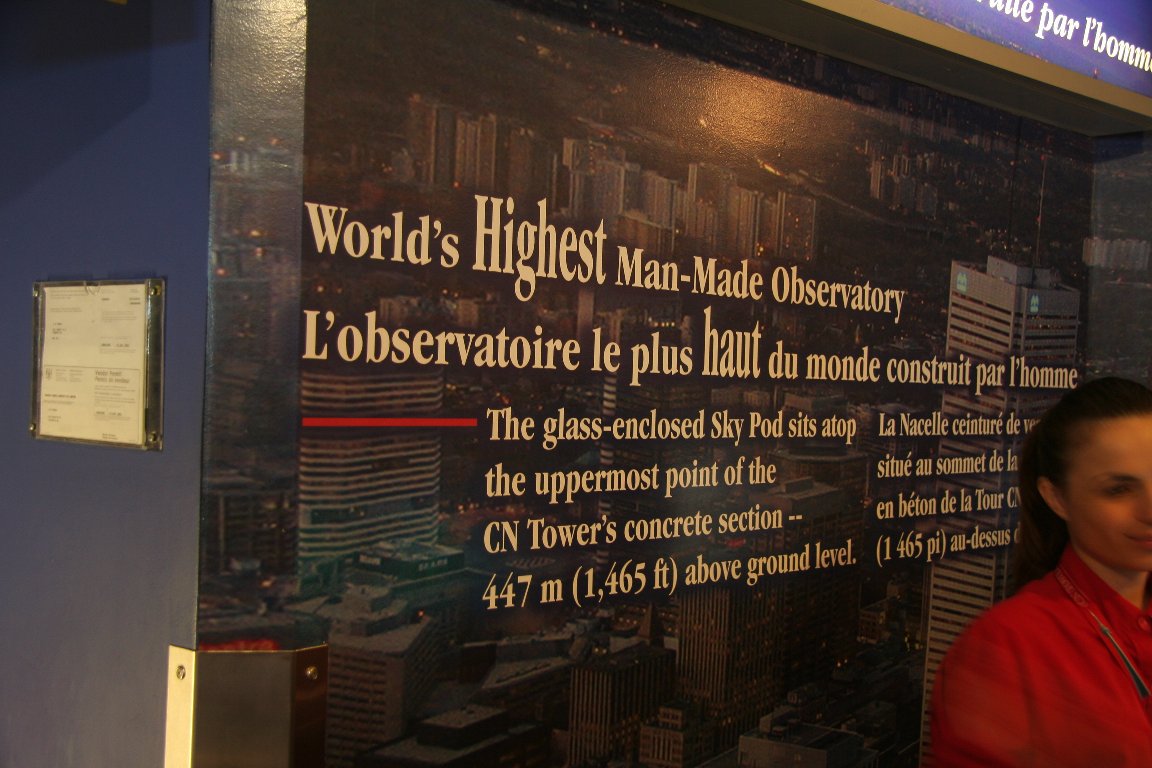 par l'homme
World's Highest Man-Made Observatory
L'observatoire le plus haut du monde construit par l'homme
The glass-enclosed Sky Pod sits atop
the uppermost point of the
CN Tower's concrete section --
447 m (1,465 ft) above ground level.
La Nacelle ceinturé de
situé au sommet de la
en béton de la Tour CN
(1 465 pi) au-dessus
Vendor Permit